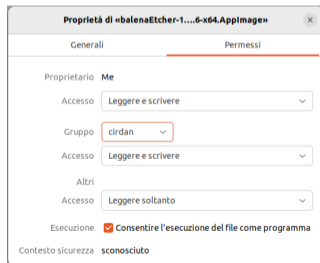 Proprietà di «balenaEtcher-1....6-x64.AppImage»
Generali Permessi
Proprietario Me
Accesso Leggere e scrivere
Gruppo cirdan
Accesso Leggere e scrivere
Altri
Accesso Leggere soltanto
Esecuzione Consentire l'esecuzione del file come programma
Contesto sicurezza sconosciuto